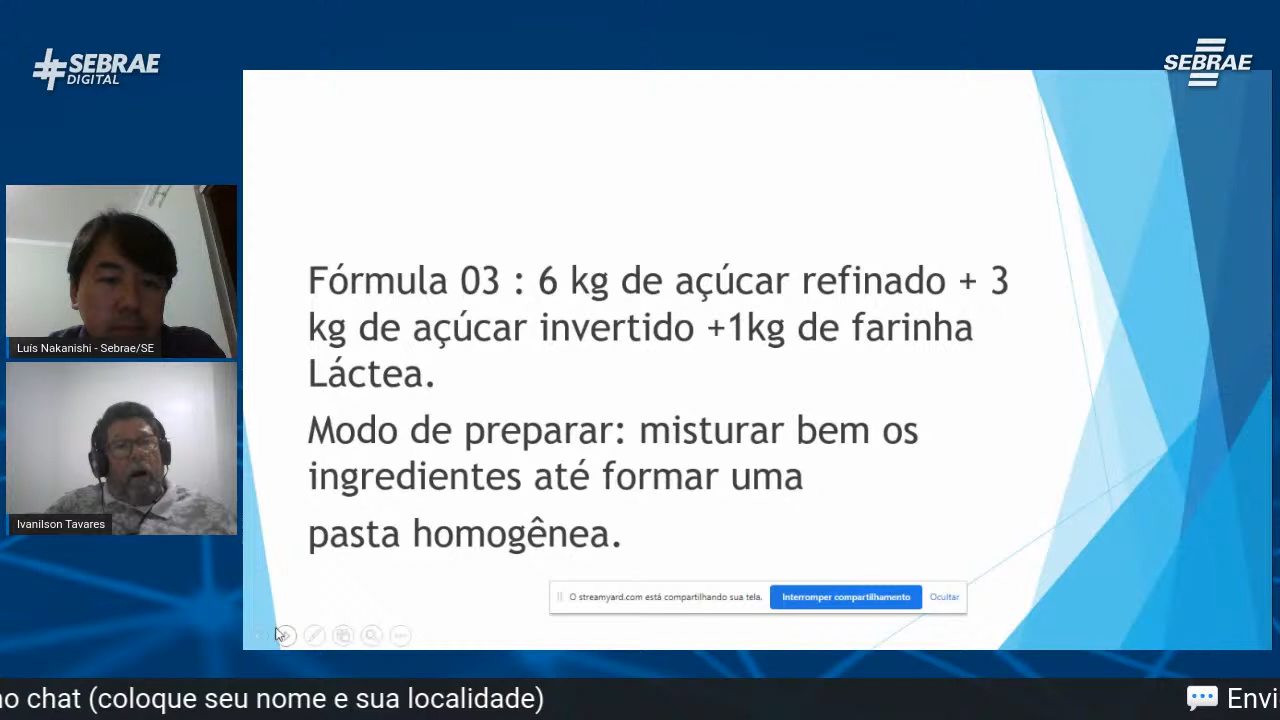 #SEBRAE
DIGITAL
SEBRAE
Fórmula 03 : 6 kg de açúcar refinado + 3
kg de açúcar invertido +1kg de farinha
Láctea.
Modo de preparar: misturar bem os
ingredientes até formar uma
pasta homogênea.
Luís Nakanishi - Sebrae/SE
Ivanilson Tavares
O streamyard.com está compartilhando sua tela.
Interromper compartilhamento
Ocultar
no chat (coloque seu nome e sua localidade)
Envi